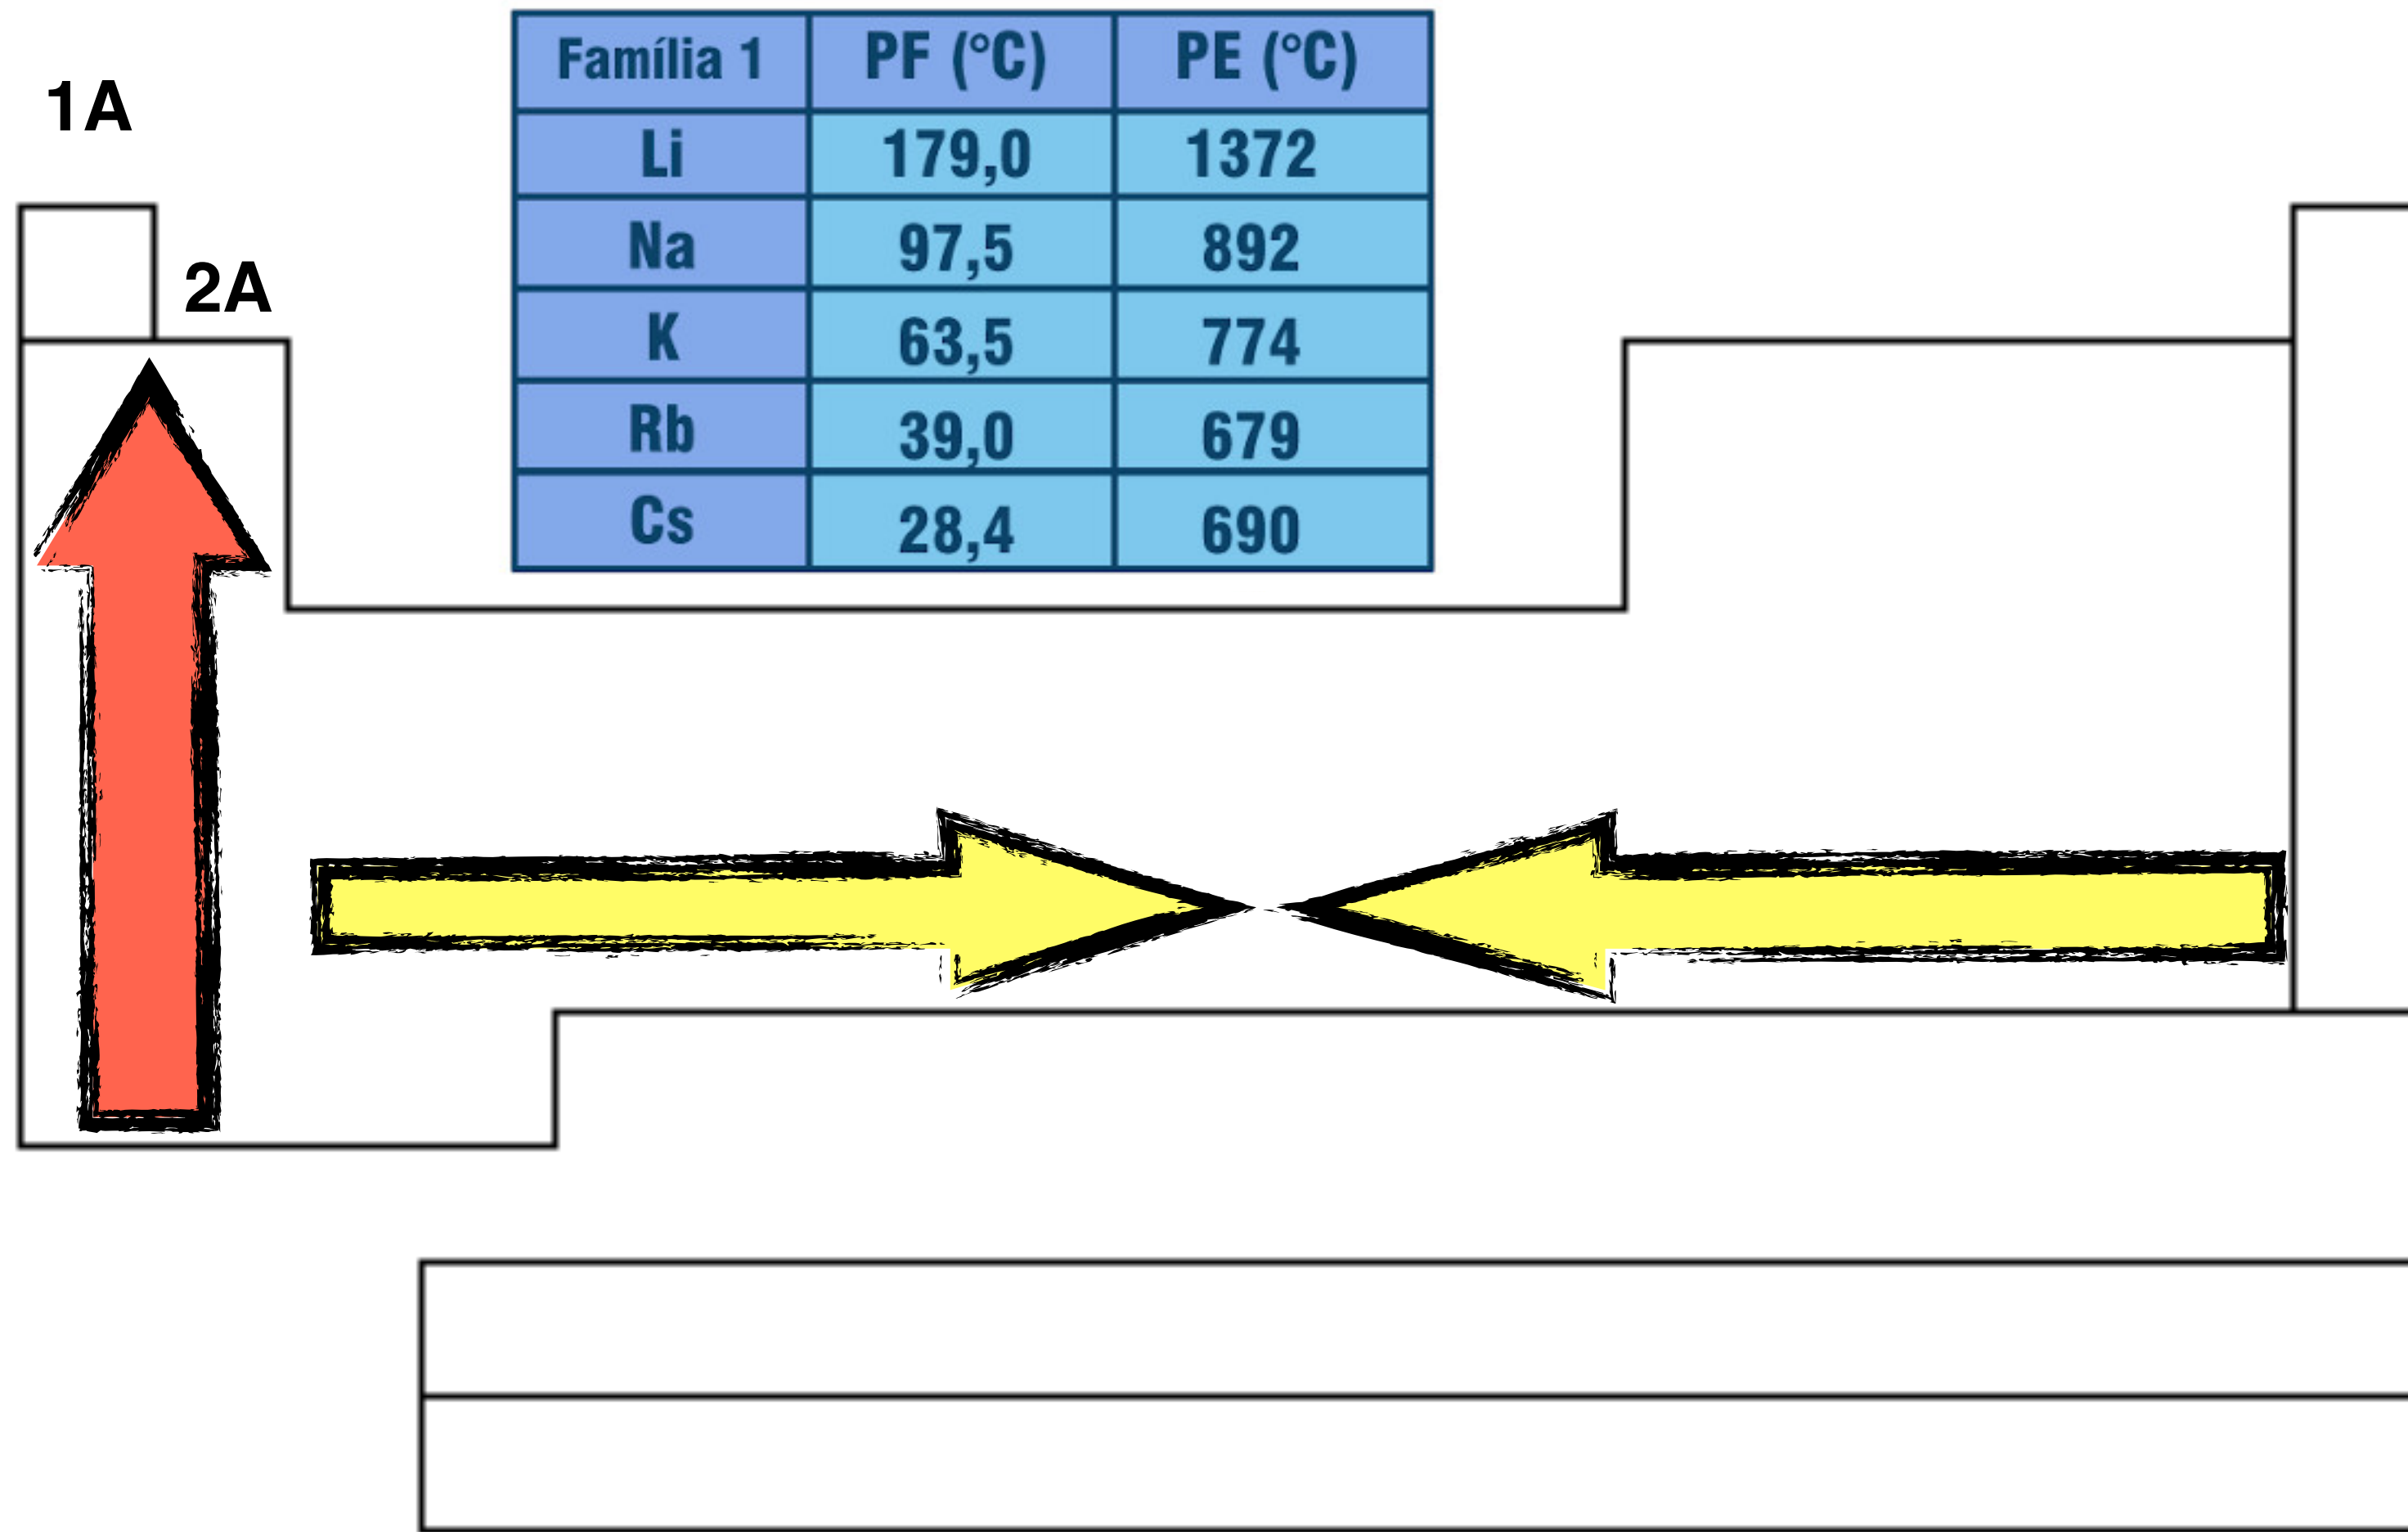 1A
2A
Família 1 PF (°C) PE (°C)
Li 179,0 1372
Na 97,5 892
K 63,5 774
Rb 39,0 679
Cs 28,4 690